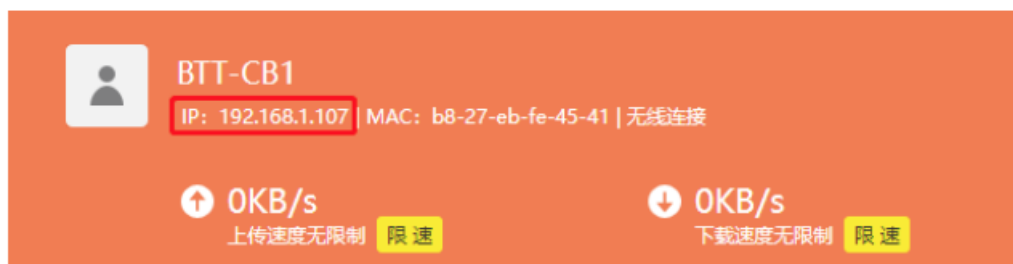 BTT-CB1
IP：192.168.1.107 | MAC：b8-27-eb-fe-45-41 | 无线连接
0KB/s
上传速度无限制 限速
0KB/s
下载速度无限制 限速